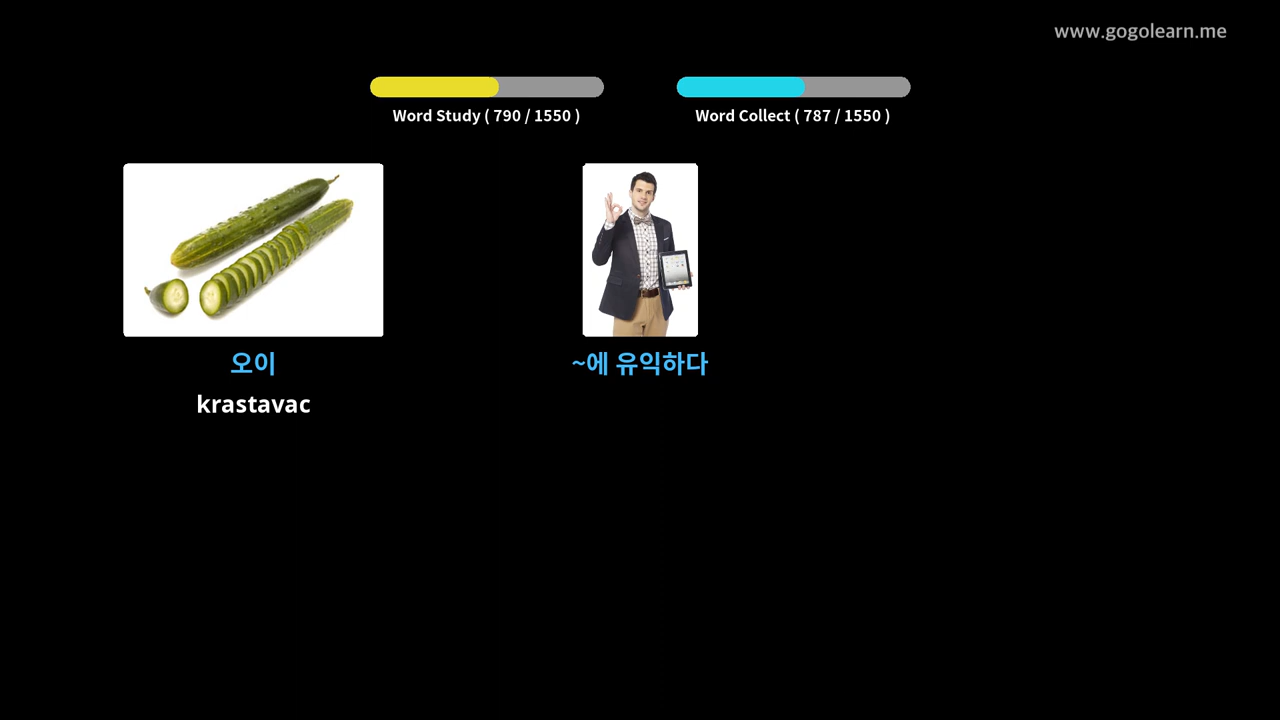 www.gogolearn.me
Word Study ( 790 / 1550 )
Word Collect ( 787 / 1550 )
오이
krastavac
~에 유익하다